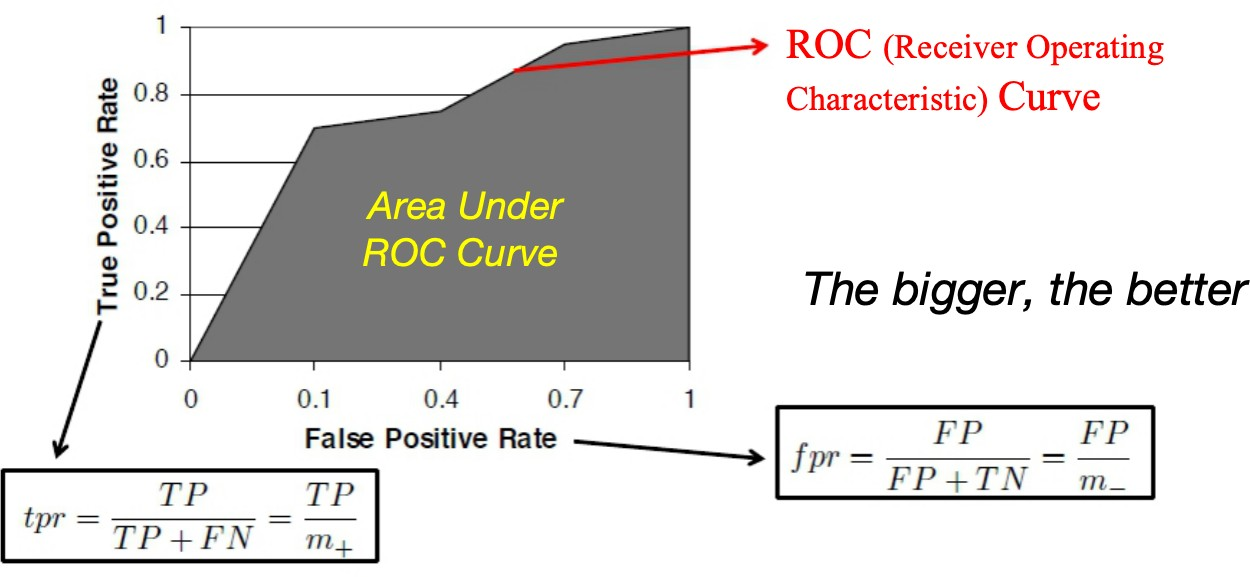 1
0.8
0.6
0.4
0.2
0
True Positive Rate
0 0.1 0.4 0.7 1
False Positive Rate
Area Under
ROC Curve
ROC (Receiver Operating
Characteristic) Curve
The bigger, the better
fpr = FP / (FP + TN) = FP / m₋
tpr = TP / (TP + FN) = TP / m₊